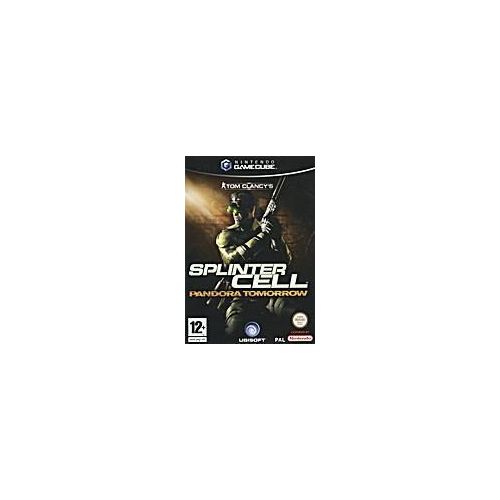 NINTENDO
GAMECUBE
TOM CLANCY'S
SPLINTER
CELL
PANDORA TOMORROW
12+
UBISOFT
PAL
Nintendo